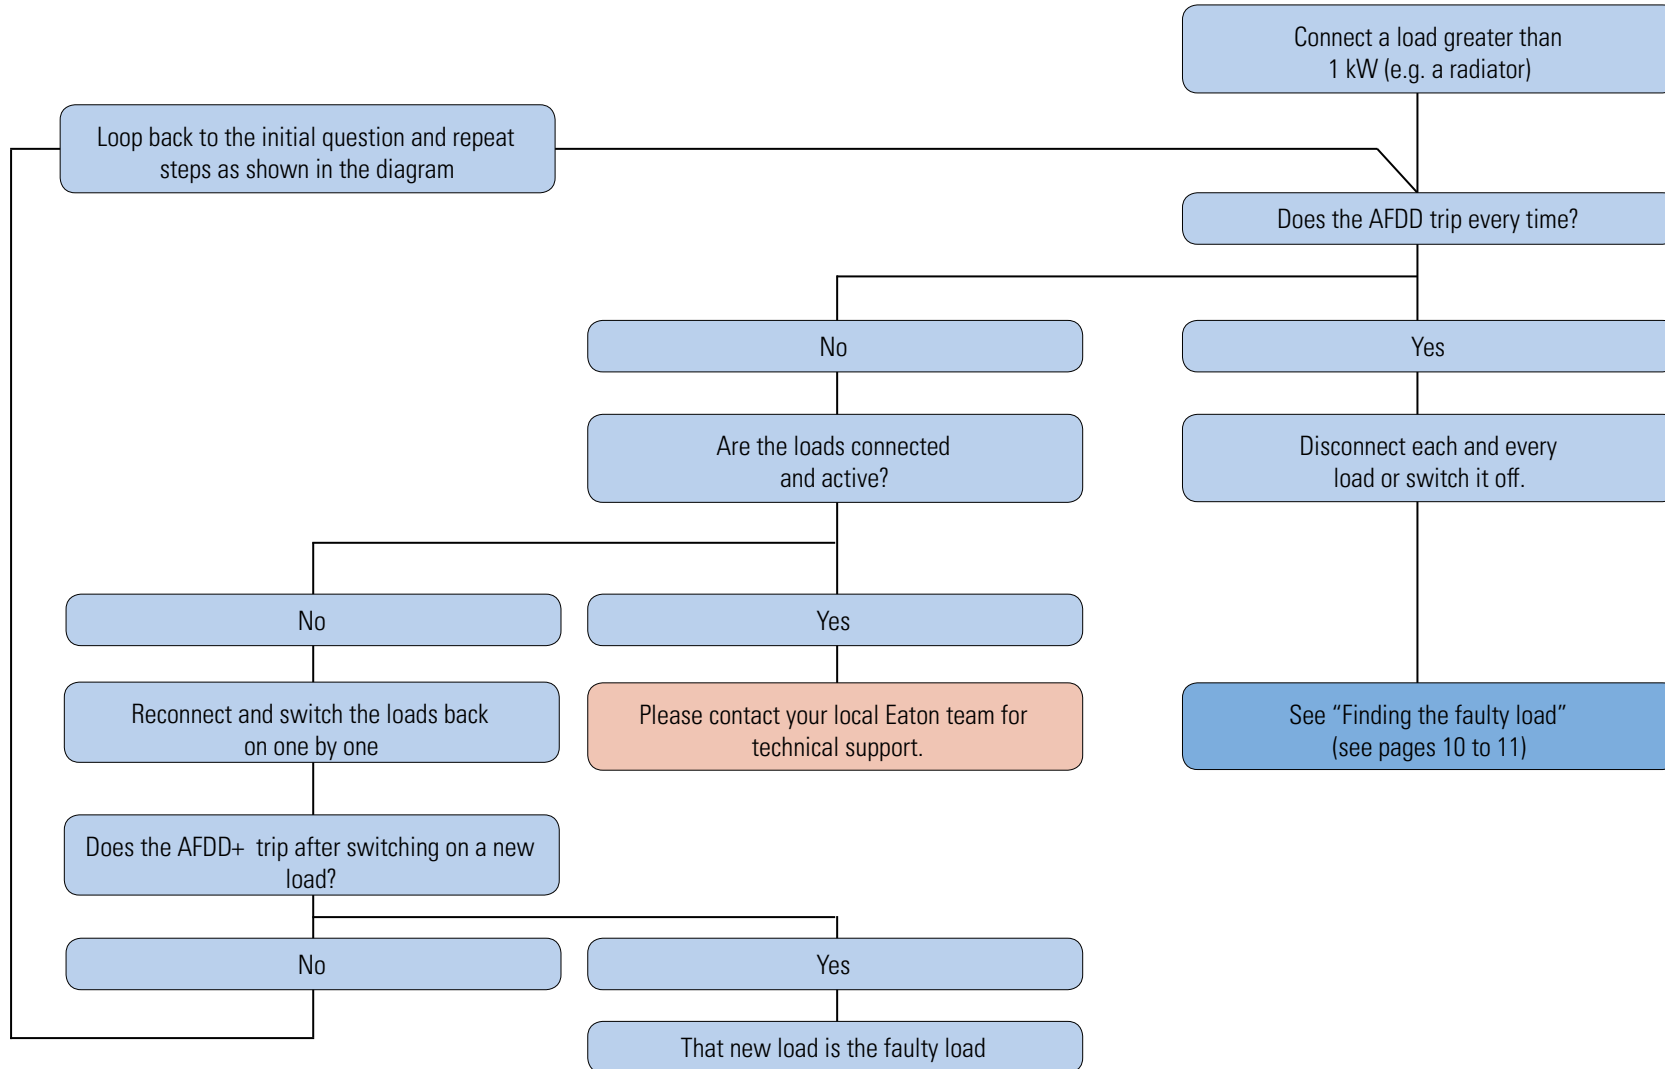 Connect a load greater than
1 kW (e.g. a radiator)
Loop back to the initial question and repeat
steps as shown in the diagram
Does the AFDD trip every time?
No
Yes
Are the loads connected
and active?
Disconnect each and every
load or switch it off.
No
Yes
Reconnect and switch the loads back
on one by one
Please contact your local Eaton team for
technical support.
See “Finding the faulty load”
(see pages 10 to 11)
Does the AFDD+ trip after switching on a new
load?
No
Yes
That new load is the faulty load